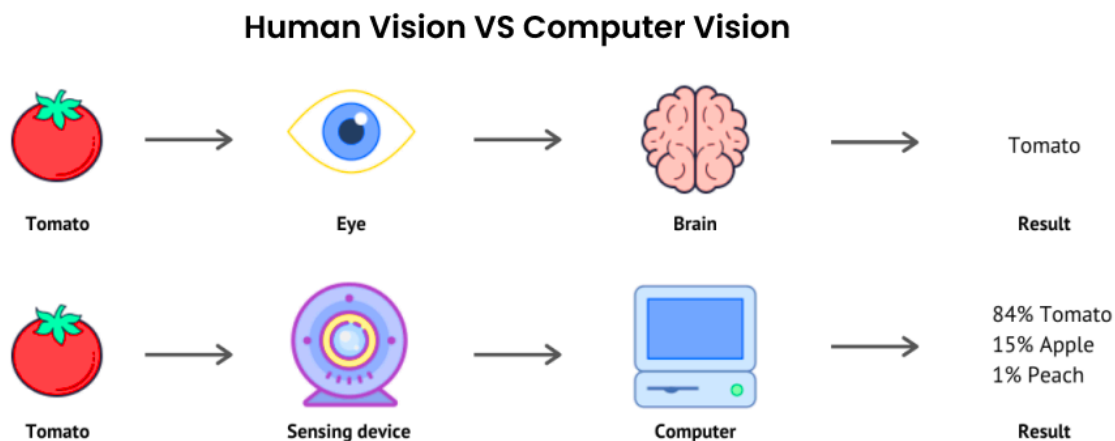 Human Vision VS Computer Vision
Tomato
Tomato
Eye
Brain
Result
84% Tomato
15% Apple
1% Peach
Tomato
Sensing device
Computer
Result